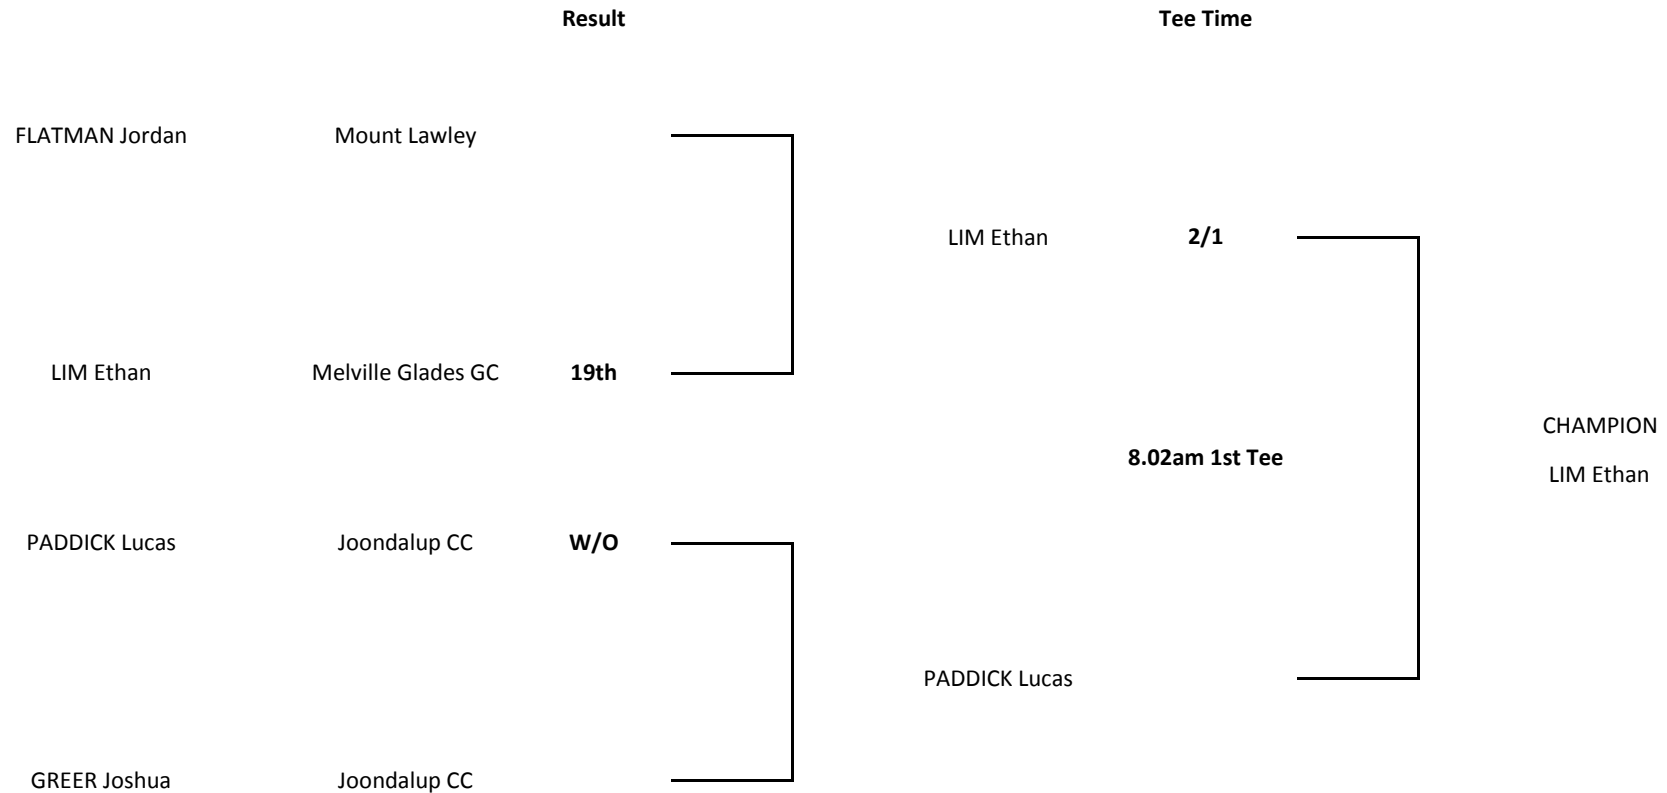 Result Tee Time
FLATMAN Jordan Mount Lawley
LIM Ethan 2/1
LIM Ethan Melville Glades GC 19th
CHAMPION
8.02am 1st Tee
LIM Ethan
PADDICK Lucas Joondalup CC W/O
PADDICK Lucas
GREER Joshua Joondalup CC